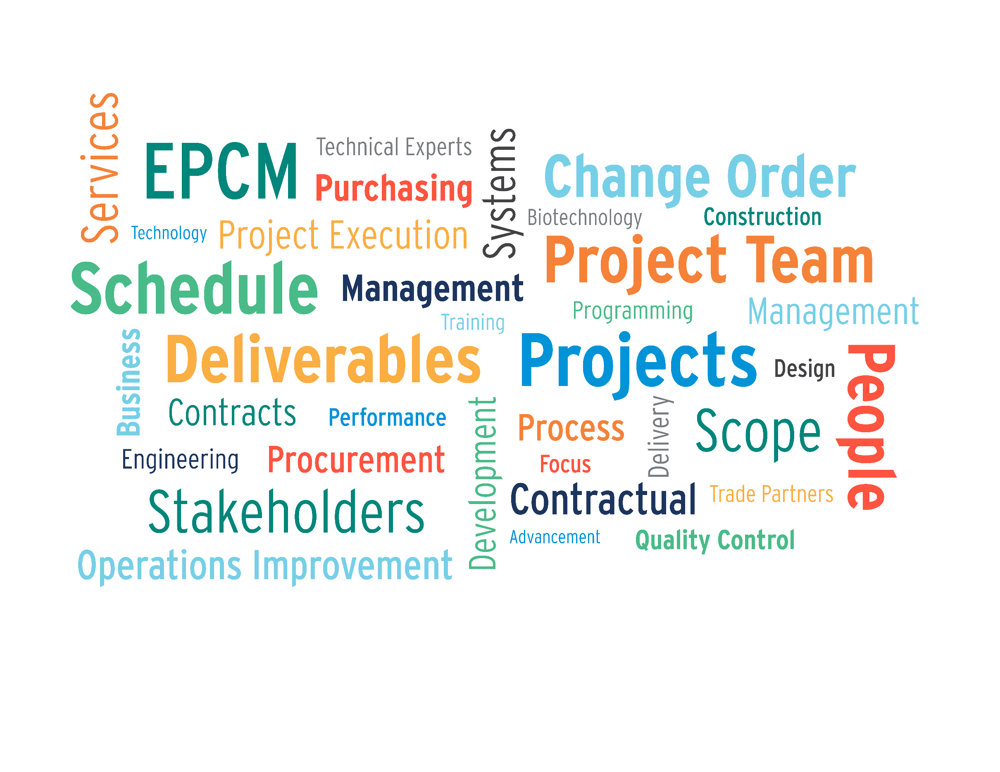 Services
EPCM
Technical Experts
Purchasing
Systems
Change Order
Technology
Project Execution
Biotechnology
Construction
Project Team
Schedule
Management
Training
Programming
Management
Business
Deliverables
Projects
Design
People
Contracts
Performance
Development
Process
Delivery
Scope
Engineering
Procurement
Focus
Stakeholders
Contractual
Trade Partners
Advancement
Quality Control
Operations Improvement